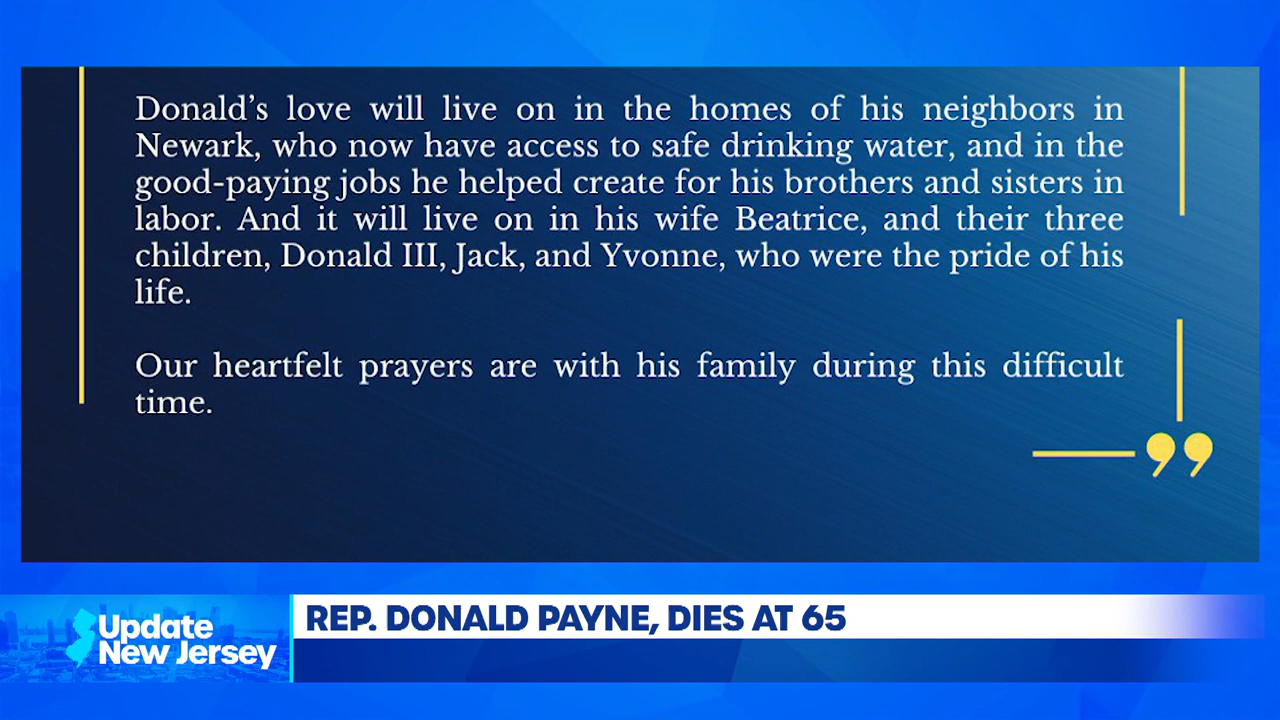 Donald’s love will live on in the homes of his neighbors in
Newark, who now have access to safe drinking water, and in the
good-paying jobs he helped create for his brothers and sisters in
labor. And it will live on in his wife Beatrice, and their three
children, Donald III, Jack, and Yvonne, who were the pride of his
life.
Our heartfelt prayers are with his family during this difficult
time.
”
REP. DONALD PAYNE, DIES AT 65
Update
New Jersey